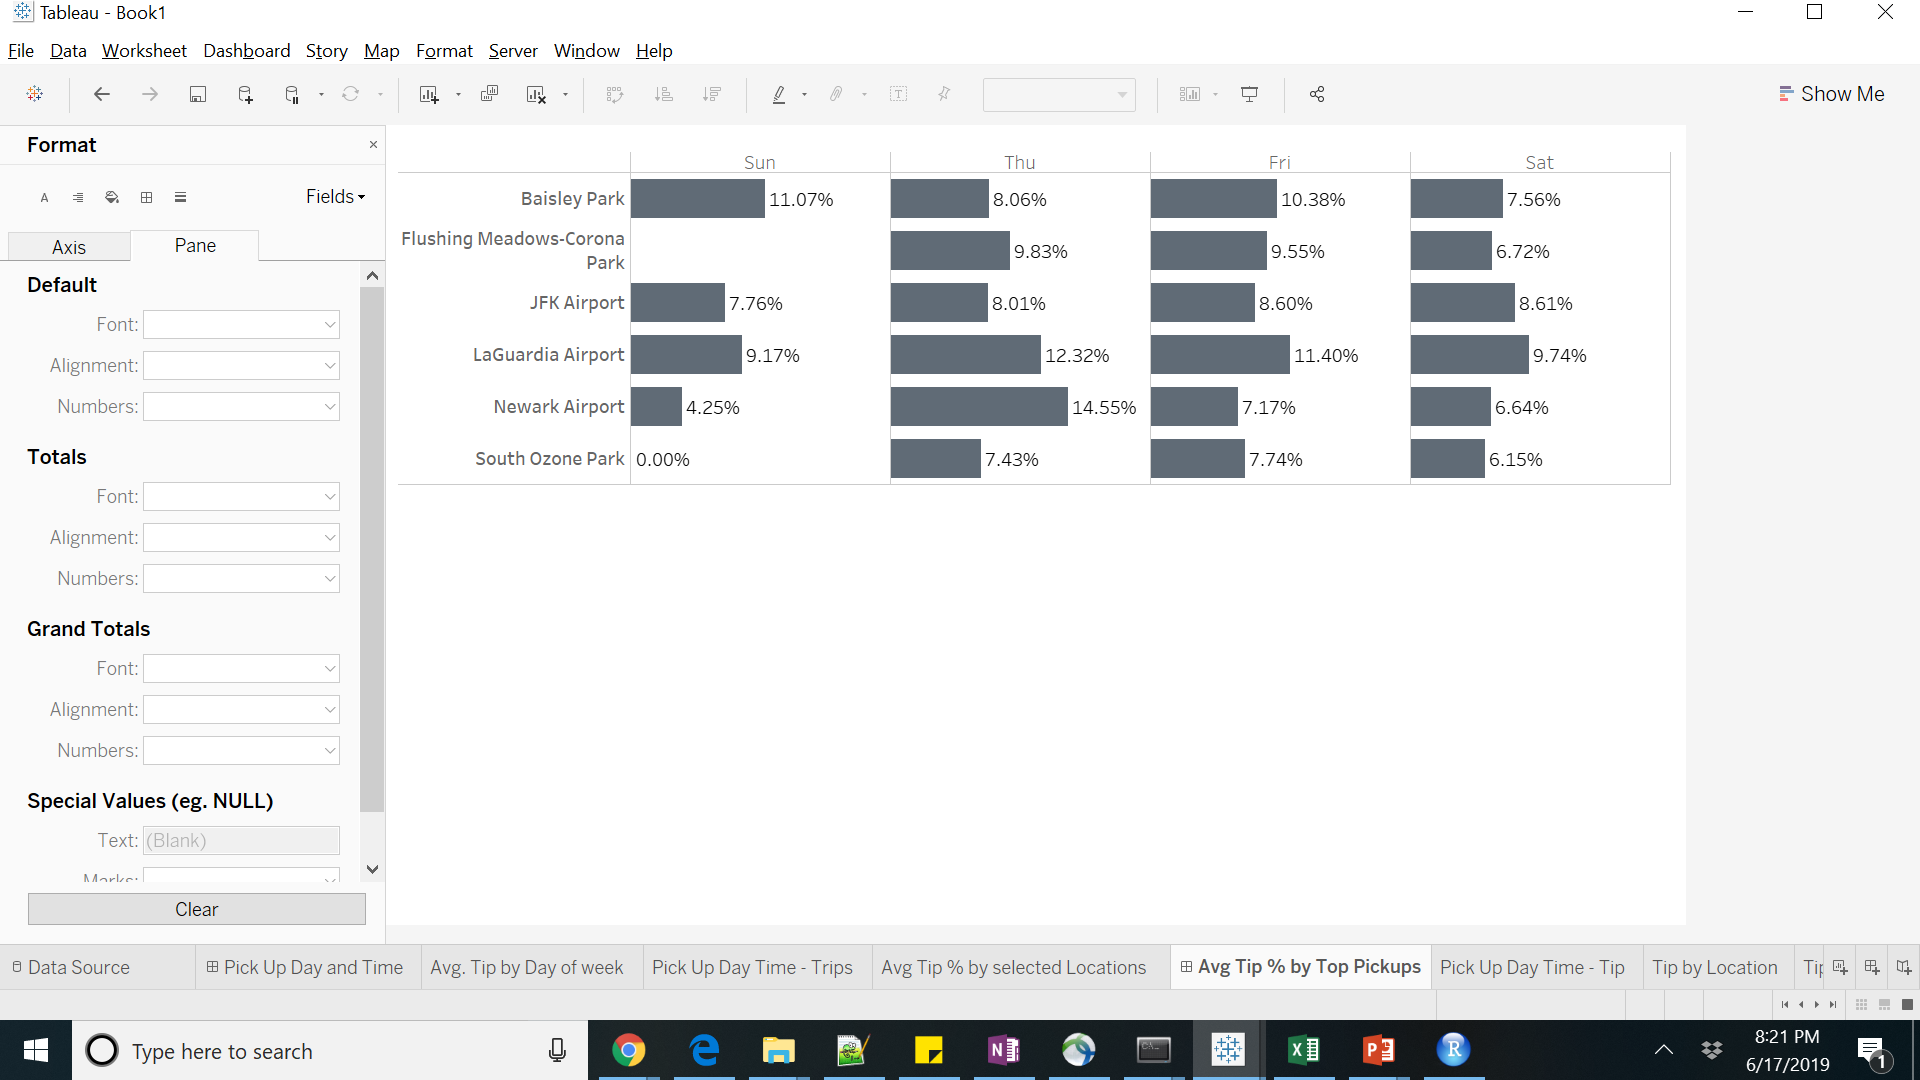 Tableau - Book1
File Data Worksheet Dashboard Story Map Format Server Window Help
Show Me
Format
Fields
Axis Pane
Default
Font:
Alignment:
Numbers:
Totals
Font:
Alignment:
Numbers:
Grand Totals
Font:
Alignment:
Numbers:
Special Values (eg. NULL)
Text: (Blank)
Marks:
Clear
Sun Thu Fri Sat
Baisley Park 11.07% 8.06% 10.38% 7.56%
Flushing Meadows-Corona
Park 9.83% 9.55% 6.72%
JFK Airport 7.76% 8.01% 8.60% 8.61%
LaGuardia Airport 9.17% 12.32% 11.40% 9.74%
Newark Airport 4.25% 14.55% 7.17% 6.64%
South Ozone Park 0.00% 7.43% 7.74% 6.15%
Data Source Pick Up Day and Time Avg. Tip by Day of week Pick Up Day Time - Trips Avg Tip % by selected Locations Avg Tip % by Top Pickups Pick Up Day Time - Tip Tip by Location Tip
Type here to search
8:21 PM
6/17/2019
1